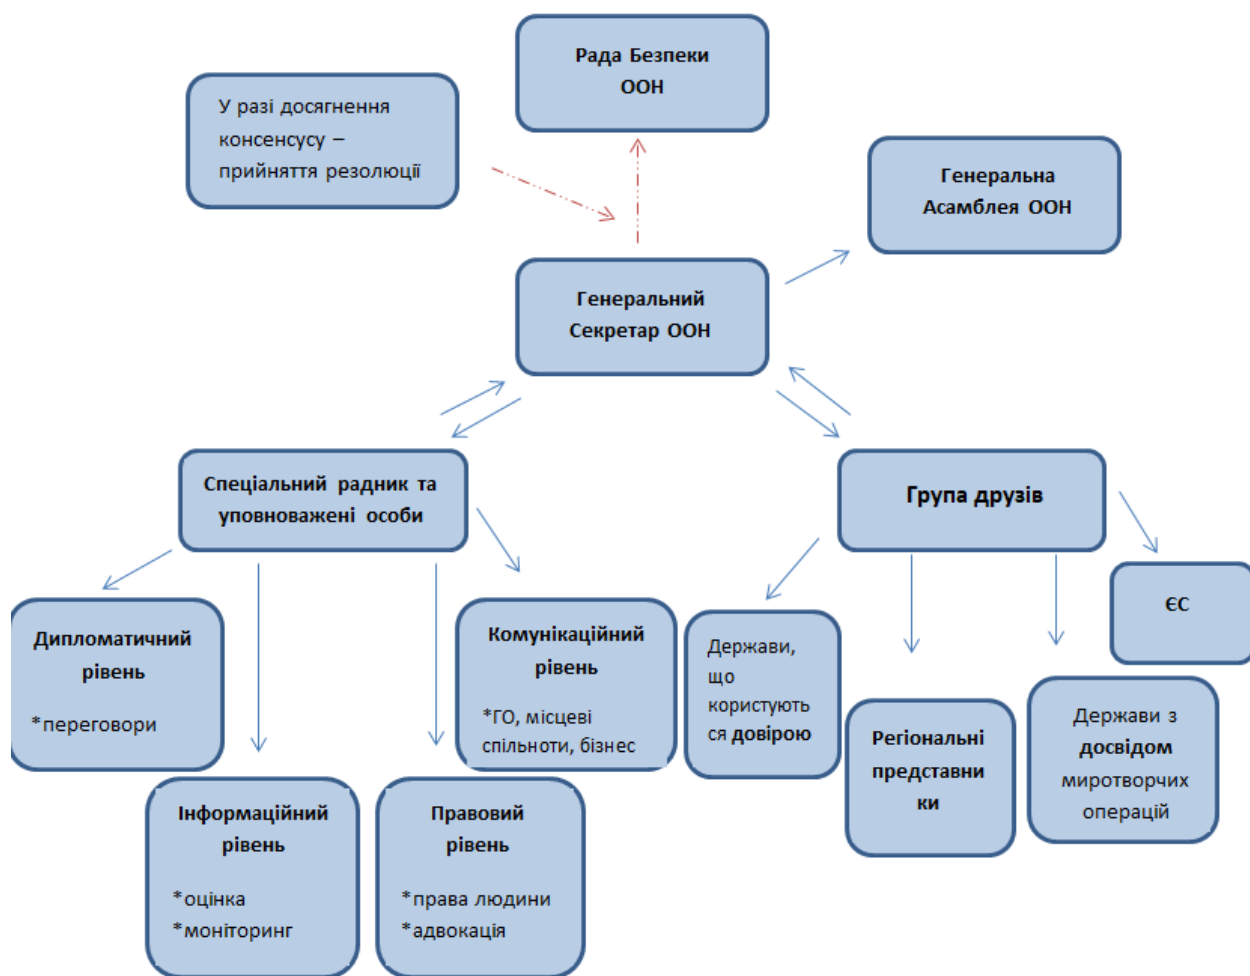 Рада Безпеки
ООН
У разі досягнення
консенсусу –
прийняття резолюції
Генеральна
Асамблея ООН
Генеральний
Секретар ООН
Спеціальний радник та
уповноважені особи
Група друзів
Дипломатичний
рівень
*переговори
Інформаційний
рівень
*оцінка
*моніторинг
Правовий
рівень
*права людини
*адвокація
Комунікаційний
рівень
*ГО, місцеві
спільноти, бізнес
Держави,
що
користують
ся довірою
Регіональні
представни
ки
Держави з
досвідом
миротворчих
операцій
ЄС